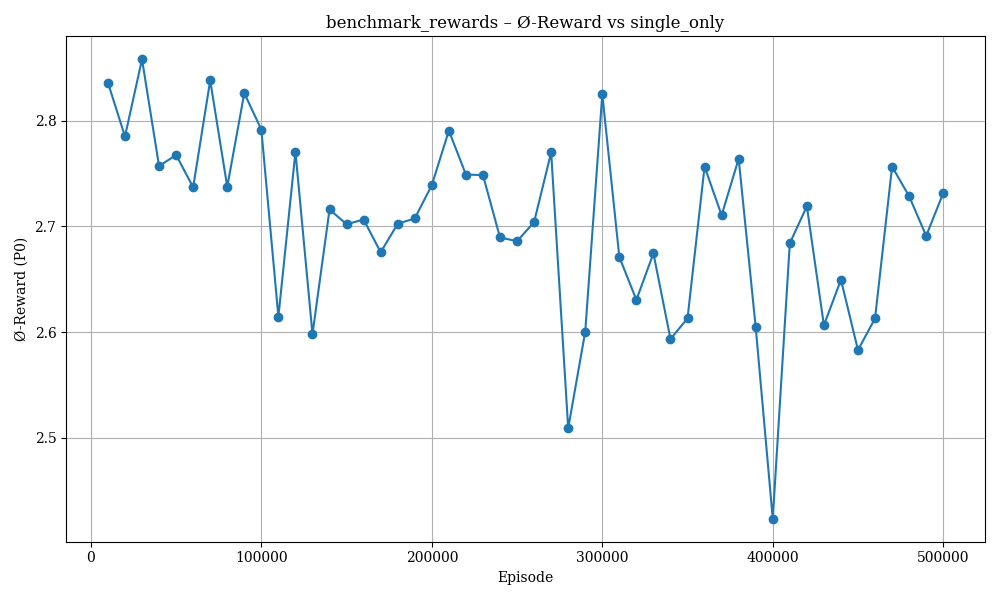 benchmark_rewards – Ø-Reward vs single_only
Ø-Reward (P0)
2.8
2.7
2.6
2.5
0 100000 200000 300000 400000 500000
Episode